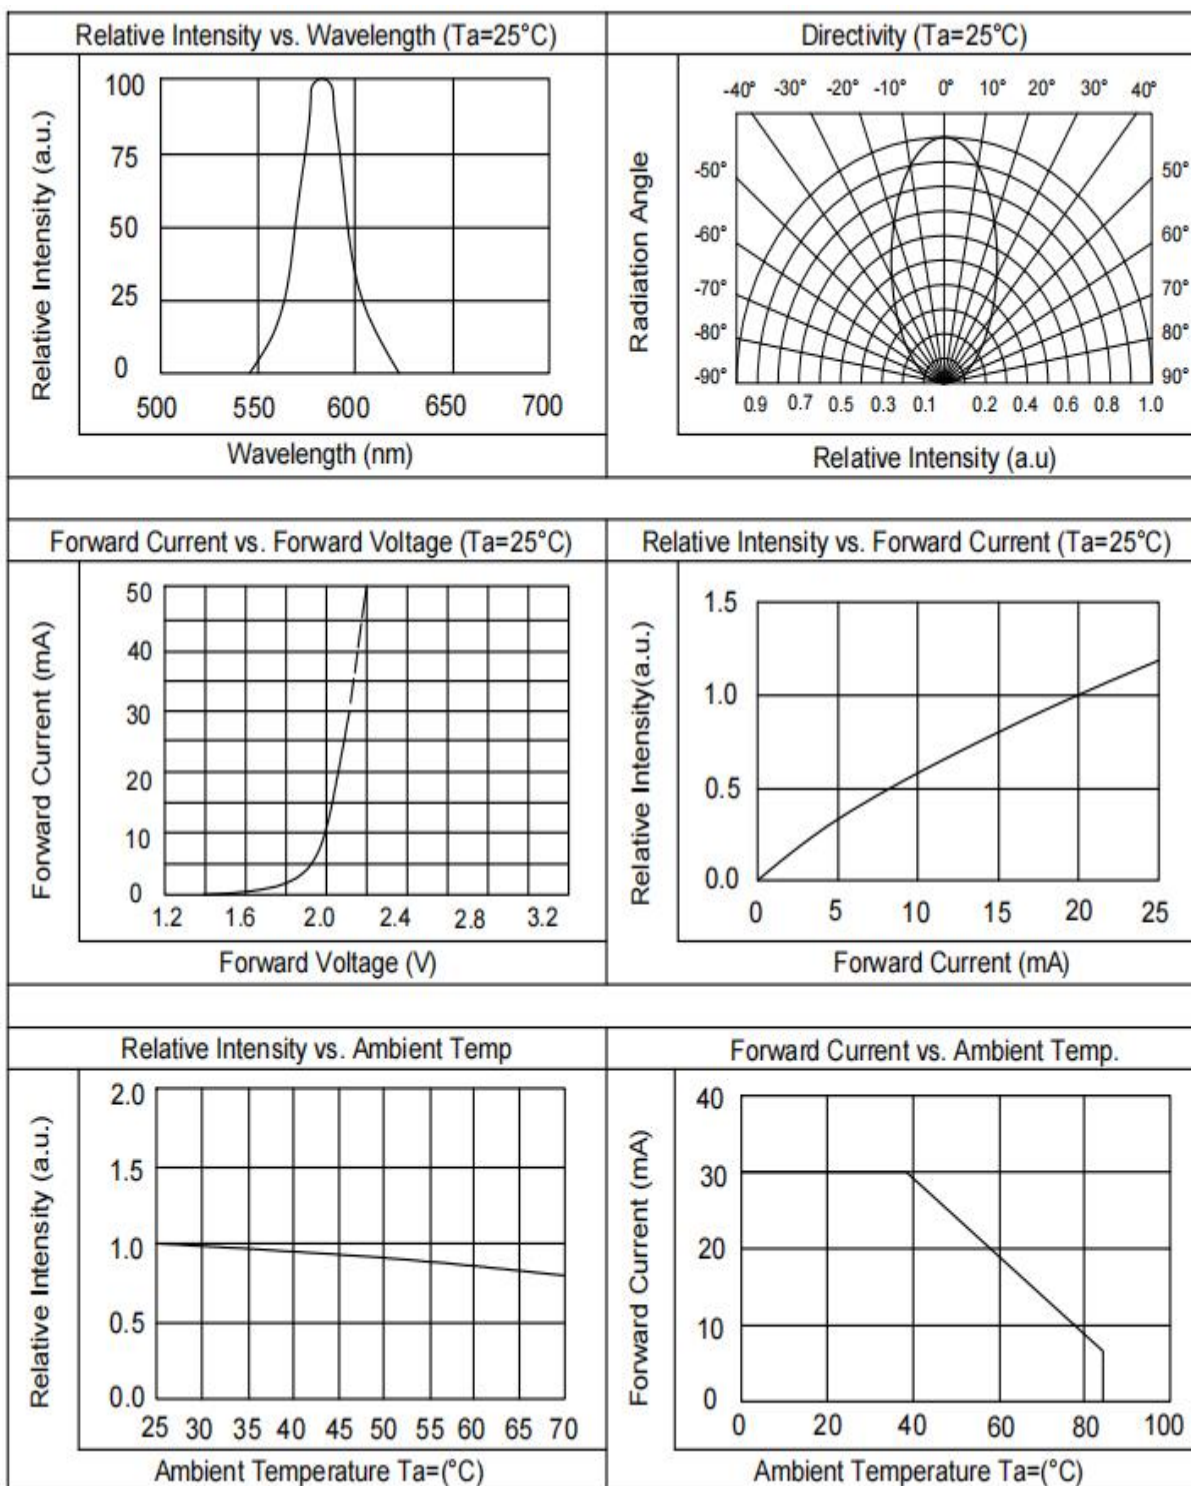 Relative Intensity vs. Wavelength (Ta=25°C)
Relative Intensity (a.u.)
100
75
50
25
0
500 550 600 650 700
Wavelength (nm)
Directivity (Ta=25°C)
Radiation Angle
-40° -30° -20° -10° 0° 10° 20° 30° 40°
-50° 50°
-60° 60°
-70° 70°
-80° 80°
-90° 90°
0.9 0.7 0.5 0.3 0.1 0.2 0.4 0.6 0.8 1.0
Relative Intensity (a.u)
Forward Current vs. Forward Voltage (Ta=25°C)
Forward Current (mA)
50
40
30
20
10
0
1.2 1.6 2.0 2.4 2.8 3.2
Forward Voltage (V)
Relative Intensity vs. Forward Current (Ta=25°C)
Relative Intensity(a.u.)
1.5
1.0
0.5
0.0
0 5 10 15 20 25
Forward Current (mA)
Relative Intensity vs. Ambient Temp
Relative Intensity (a.u.)
2.0
1.5
1.0
0.5
0.0
25 30 35 40 45 50 55 60 65 70
Ambient Temperature Ta=(°C)
Forward Current vs. Ambient Temp.
Forward Current (mA)
40
30
20
10
0
0 20 40 60 80 100
Ambient Temperature Ta=(°C)